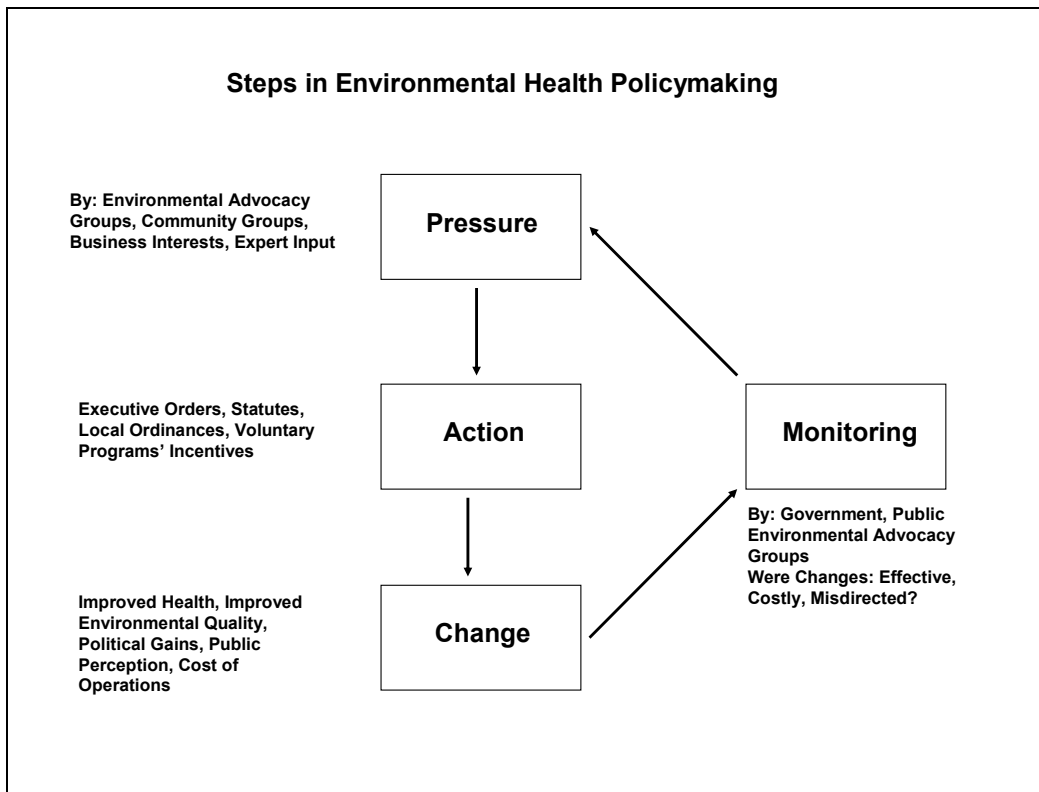 Steps in Environmental Health Policymaking
By: Environmental Advocacy
Groups, Community Groups,
Business Interests, Expert Input
Pressure
Executive Orders, Statutes,
Local Ordinances, Voluntary
Programs’ Incentives
Action
Monitoring
By: Government, Public
Environmental Advocacy
Groups
Were Changes: Effective,
Costly, Misdirected?
Improved Health, Improved
Environmental Quality,
Political Gains, Public
Perception, Cost of
Operations
Change